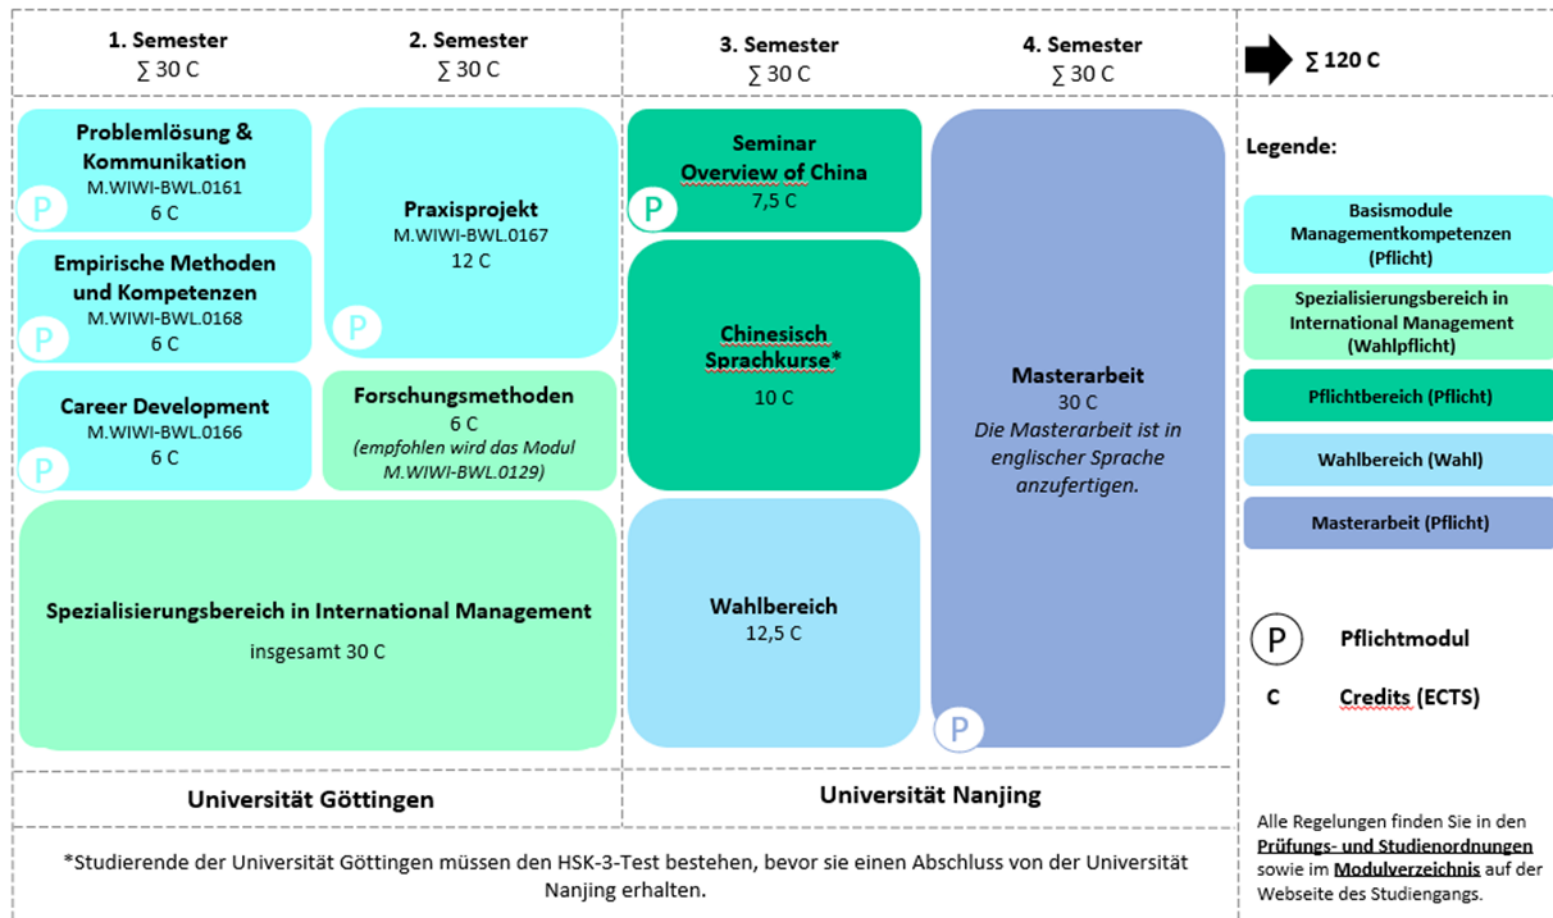 1. Semester
∑ 30 C
2. Semester
∑ 30 C
3. Semester
∑ 30 C
4. Semester
∑ 30 C
∑ 120 C
Problemlösung &
Kommunikation
M.WIWI-BWL.0161
6 C
P
Empirische Methoden
und Kompetenzen
M.WIWI-BWL.0168
6 C
P
Career Development
M.WIWI-BWL.0166
6 C
P
Praxisprojekt
M.WIWI-BWL.0167
12 C
P
Forschungsmethoden
6 C
(empfohlen wird das Modul
M.WIWI-BWL.0129)
Spezialisierungsbereich in International Management
insgesamt 30 C
Seminar
Overview of China
7,5 C
P
Chinesisch
Sprachkurse*
10 C
Wahlbereich
12,5 C
Masterarbeit
30 C
Die Masterarbeit ist in
englischer Sprache
anzufertigen.
P
Universität Göttingen
Universität Nanjing
*Studierende der Universität Göttingen müssen den HSK-3-Test bestehen, bevor sie einen Abschluss von der Universität
Nanjing erhalten.
Legende:
Basismodule
Managementkompetenzen
(Pflicht)
Spezialisierungsbereich in
International Management
(Wahlpflicht)
Pflichtbereich (Pflicht)
Wahlbereich (Wahl)
Masterarbeit (Pflicht)
P Pflichtmodul
C Credits (ECTS)
Alle Regelungen finden Sie in den
Prüfungs- und Studienordnungen
sowie im Modulverzeichnis auf der
Webseite des Studiengangs.